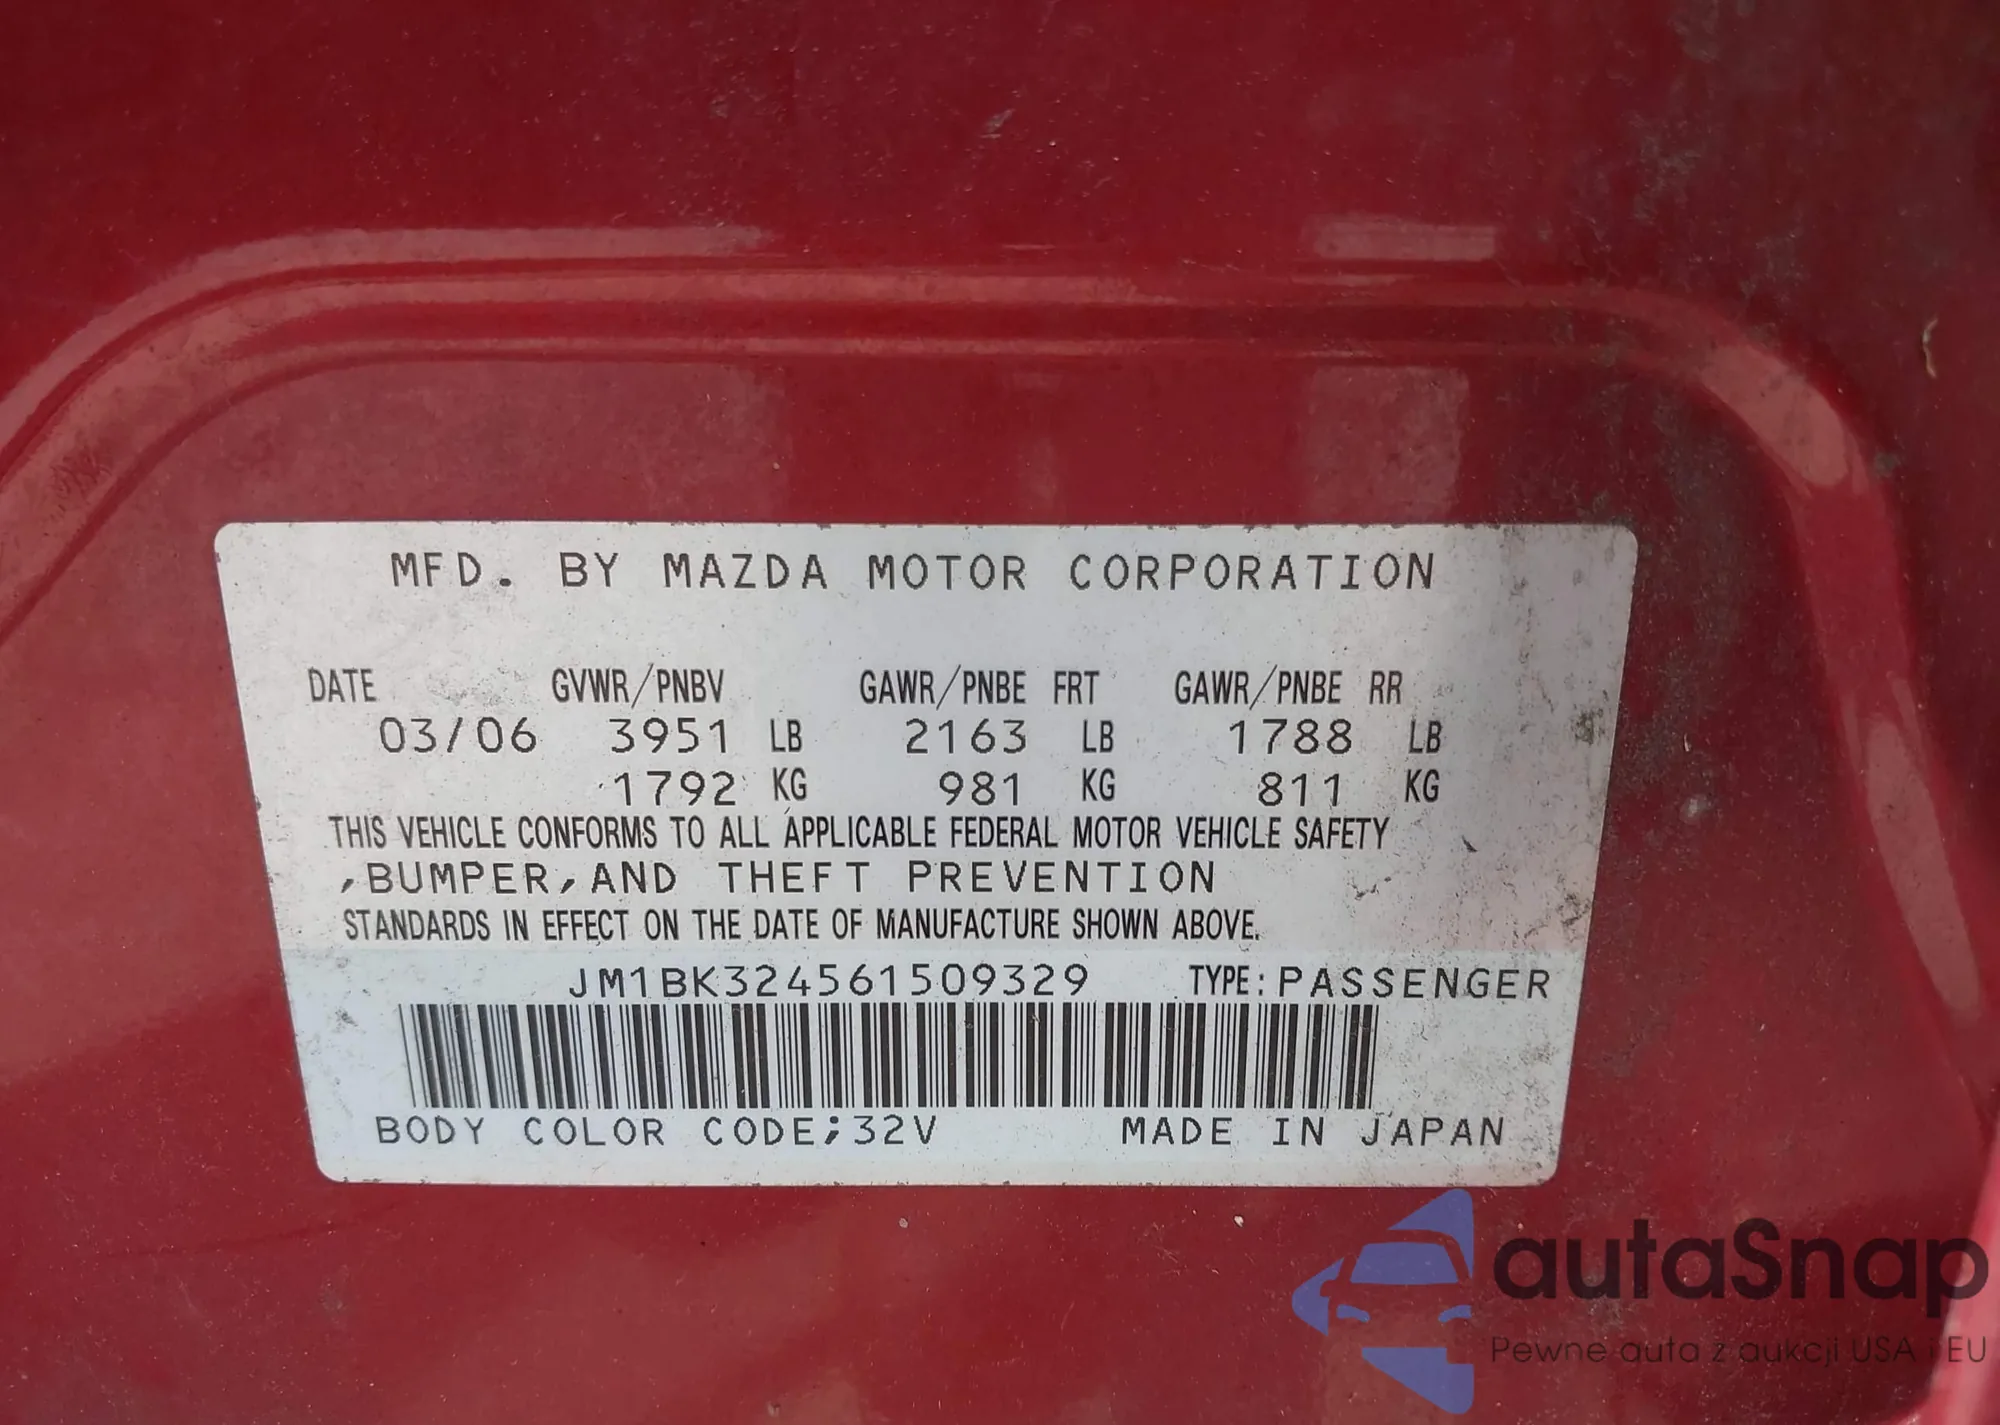 MFD. BY MAZDA MOTOR CORPORATION
DATE GVWR/PNBV GAWR/PNBE FRT GAWR/PNBE RR
03/06 3951 LB 2163 LB 1788 LB
1792 KG 981 KG 811 KG
THIS VEHICLE CONFORMS TO ALL APPLICABLE FEDERAL MOTOR VEHICLE SAFETY
,BUMPER,AND THEFT PREVENTION
STANDARDS IN EFFECT ON THE DATE OF MANUFACTURE SHOWN ABOVE.
JM1BK324561509329 TYPE:PASSENGER
BODY COLOR CODE;32V MADE IN JAPAN
autaSnap
Pewne auta z aukcji USA i EU